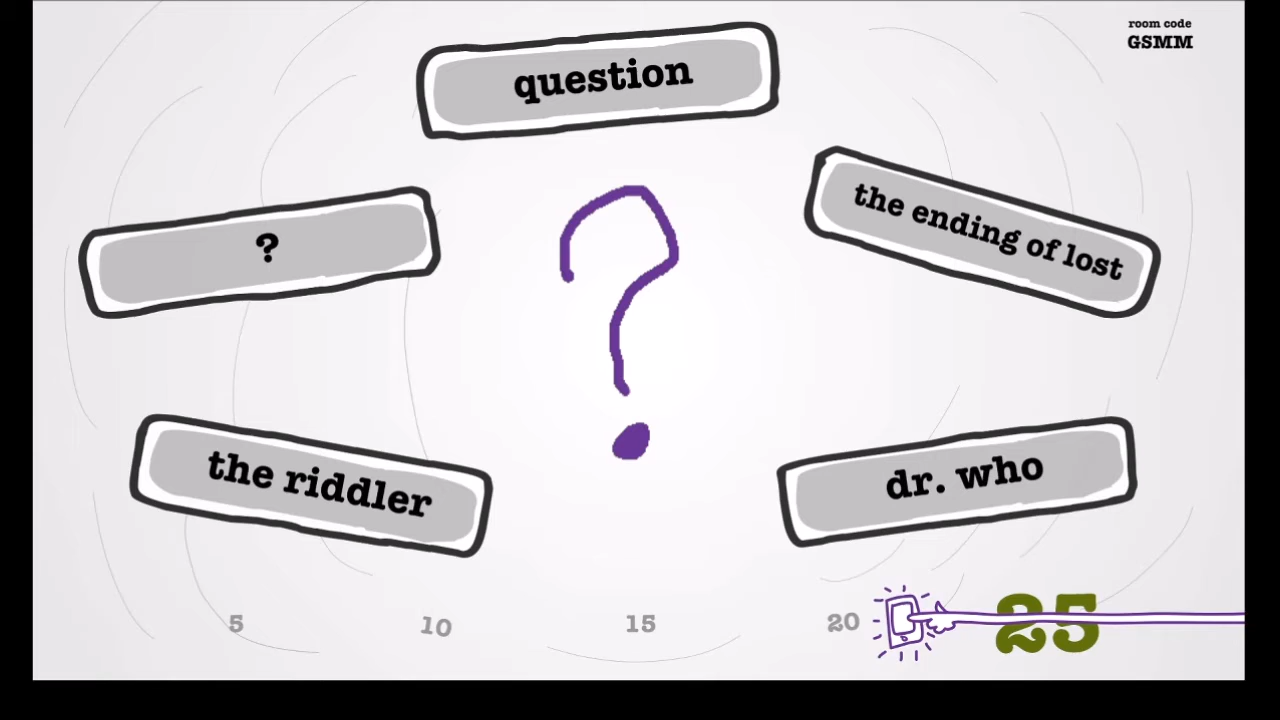 room code
GSMM
question
?
the ending of lost
the riddler
dr. who
5
10
15
20
25